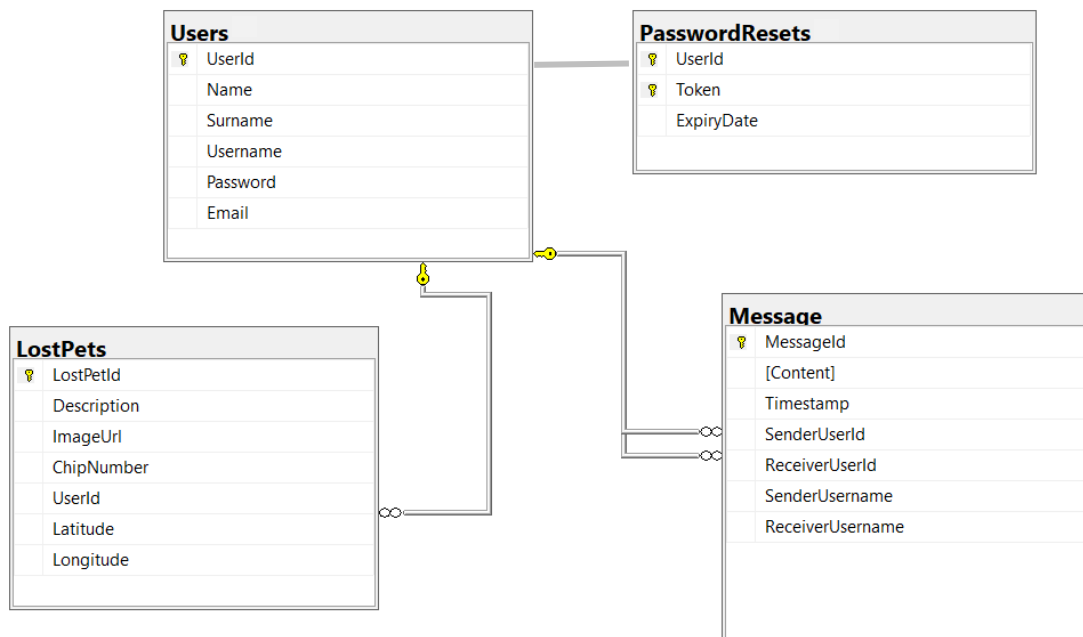 Users
UserId
Name
Surname
Username
Password
Email
PasswordResets
UserId
Token
ExpiryDate
LostPets
LostPetId
Description
ImageUrl
ChipNumber
UserId
Latitude
Longitude
Message
MessageId
[Content]
Timestamp
SenderUserId
ReceiverUserId
SenderUsername
ReceiverUsername